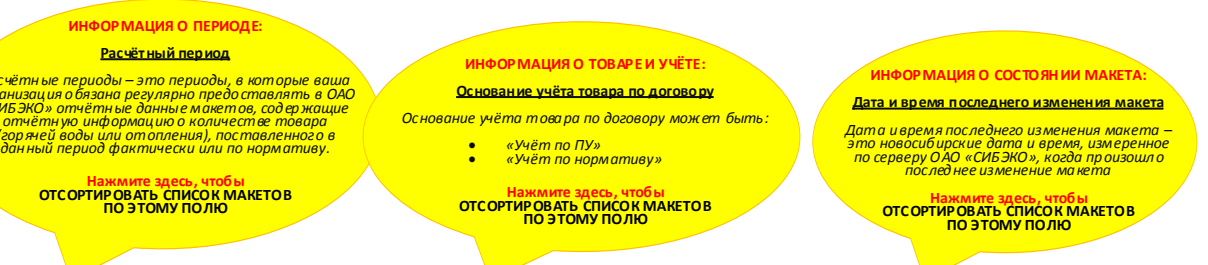 ИНФОРМАЦИЯ О ПЕРИОДЕ:
Расчётный период
счётные периоды – это периоды, в которые ваша
анизация обязана регулярно предоставлять в ОАО
ИБЭКО» отчётные данные макетов, содержащие
отчётную информацию о количестве товара
(горячей воды или отопления), поставленного в
данный период фактически или по нормативу.
Нажмите здесь, чтобы
ОТСОРТИРОВАТЬ СПИСОК МАКЕТОВ
ПО ЭТОМУ ПОЛЮ
ИНФОРМАЦИЯ О ТОВАРЕ И УЧЁТЕ:
Основание учёта товара по договору
Основание учёта товара по договору может быть:
• «Учёт по ПУ»
• «Учёт по нормативу»
Нажмите здесь, чтобы
ОТСОРТИРОВАТЬ СПИСОК МАКЕТОВ
ПО ЭТОМУ ПОЛЮ
ИНФОРМАЦИЯ О СОСТОЯНИИ МАКЕТА:
Дата и время последнего изменения макета
Дата и время последнего изменения макета –
это новосибирские дата и время, измеренное
по серверу ОАО «СИБЭКО», когда произошло
последнее изменение макета
Нажмите здесь, чтобы
ОТСОРТИРОВАТЬ СПИСОК МАКЕТОВ
ПО ЭТОМУ ПОЛЮ